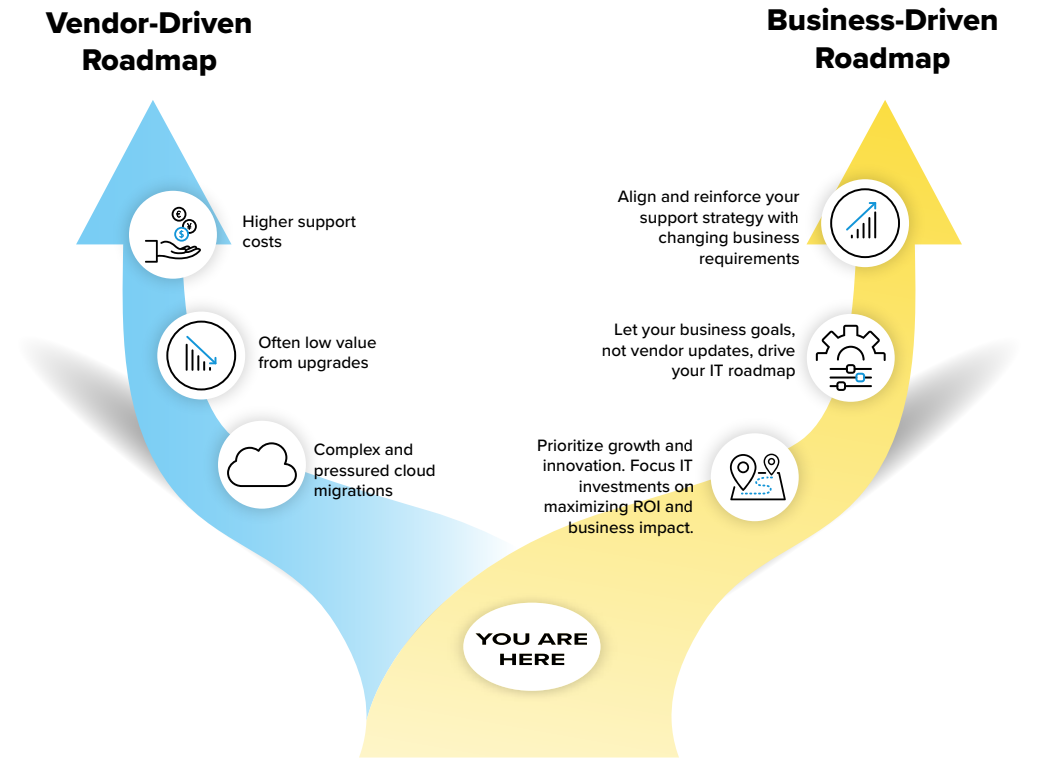 Vendor-Driven
Roadmap
Business-Driven
Roadmap
Higher support
costs
Often low value
from upgrades
Complex and
pressured cloud
migrations
Align and reinforce your
support strategy with
changing business
requirements
Let your business goals,
not vendor updates, drive
your IT roadmap
Prioritize growth and
innovation. Focus IT
investments on
maximizing ROI and
business impact.
YOU ARE
HERE
€
¥
$